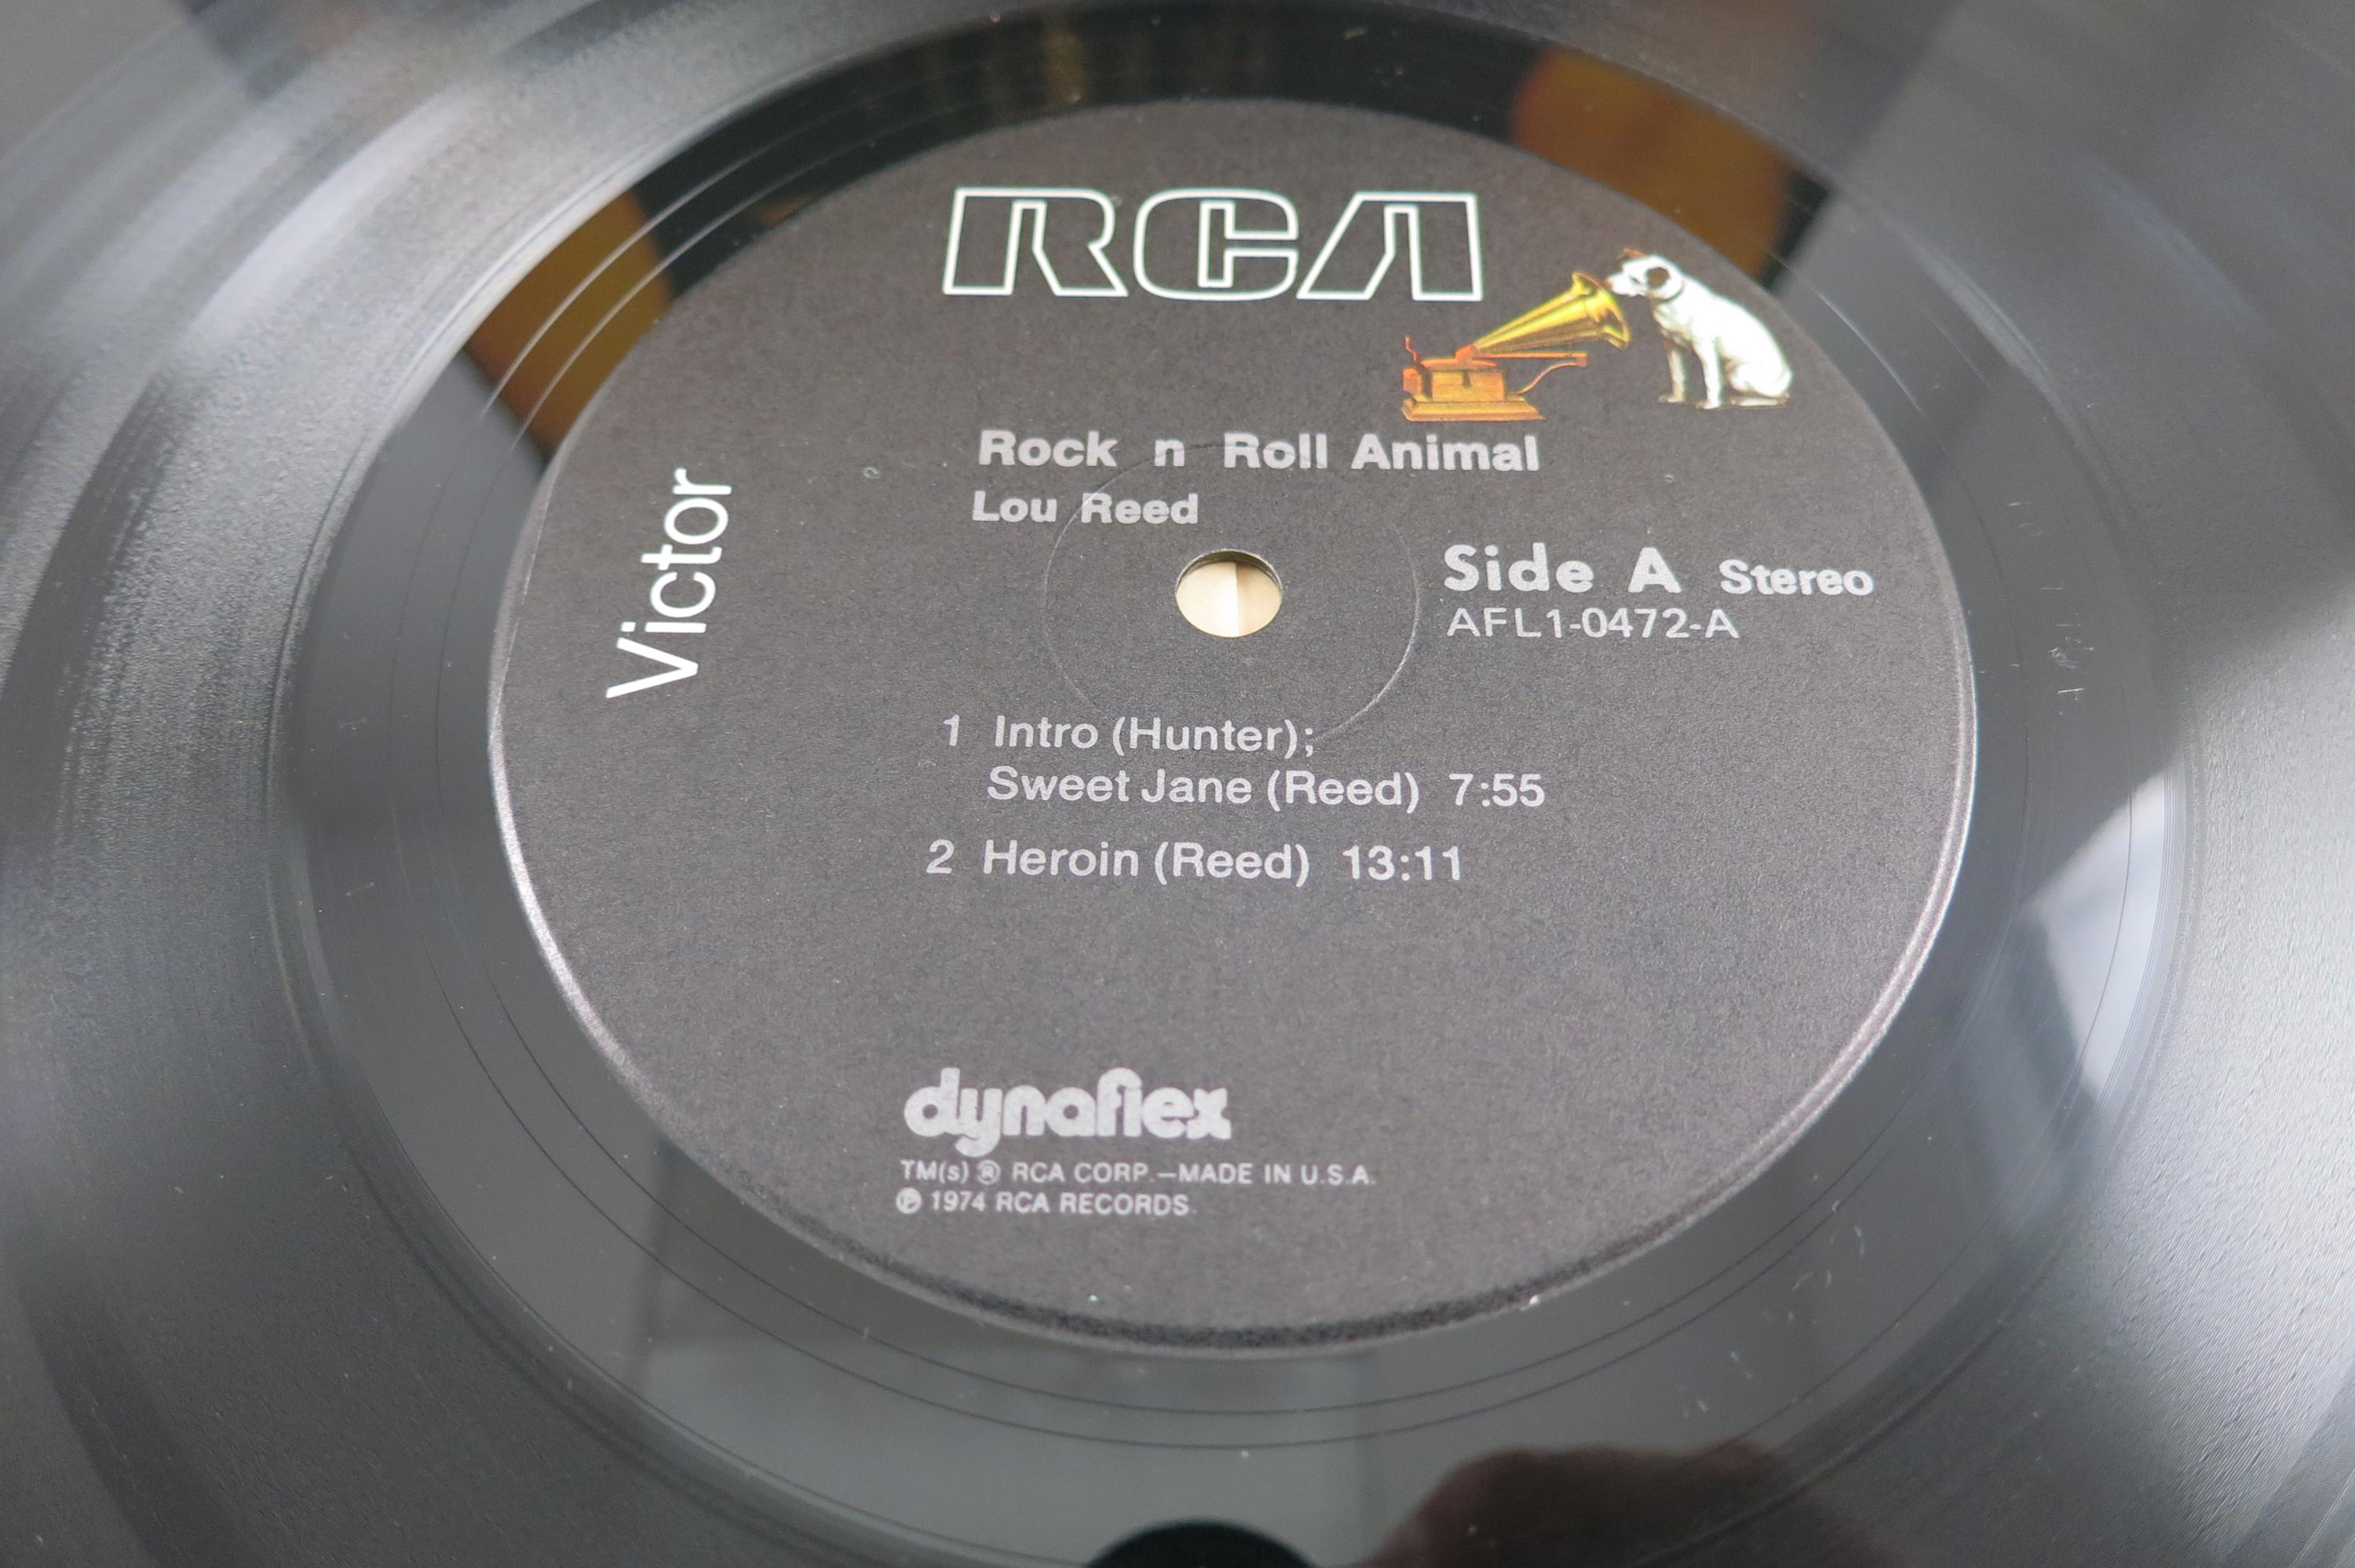 RCA
Victor
Rock n Roll Animal
Lou Reed
Side A Stereo
AFL1-0472-A
1 Intro (Hunter);
Sweet Jane (Reed) 7:55
2 Heroin (Reed) 13:11
dynaflex
TM(s) ® RCA CORP.—MADE IN U.S.A.
℗ 1974 RCA RECORDS